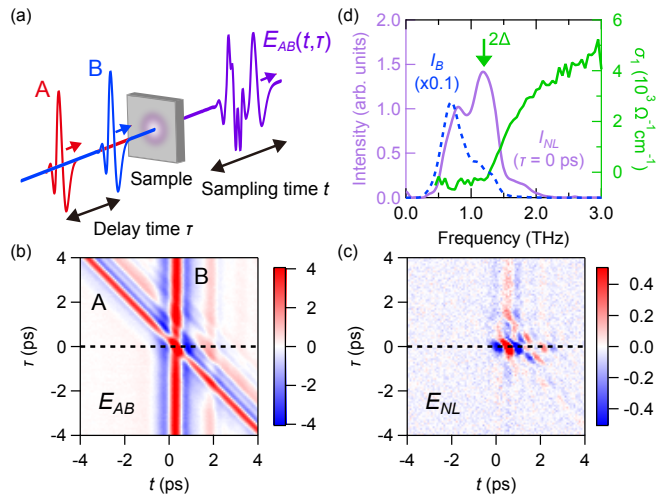 (a)
E_AB(t,τ)
A
B
Sample
Sampling time t
Delay time τ
(d)
2Δ
I_B
(x0.1)
I_NL
(τ = 0 ps)
Intensity (arb. units)
2.0
1.5
1.0
0.5
0.0
σ₁ (10³ Ω⁻¹ cm⁻¹)
6
4
2
0
0.0 1.0 2.0 3.0
Frequency (THz)
(b)
A
B
E_AB
τ (ps)
4
2
0
-2
-4
-4 -2 0 2 4
t (ps)
4
2
0
-2
-4
(c)
E_NL
τ (ps)
4
2
0
-2
-4
-4 -2 0 2 4
t (ps)
0.4
0.2
0.0
-0.2
-0.4